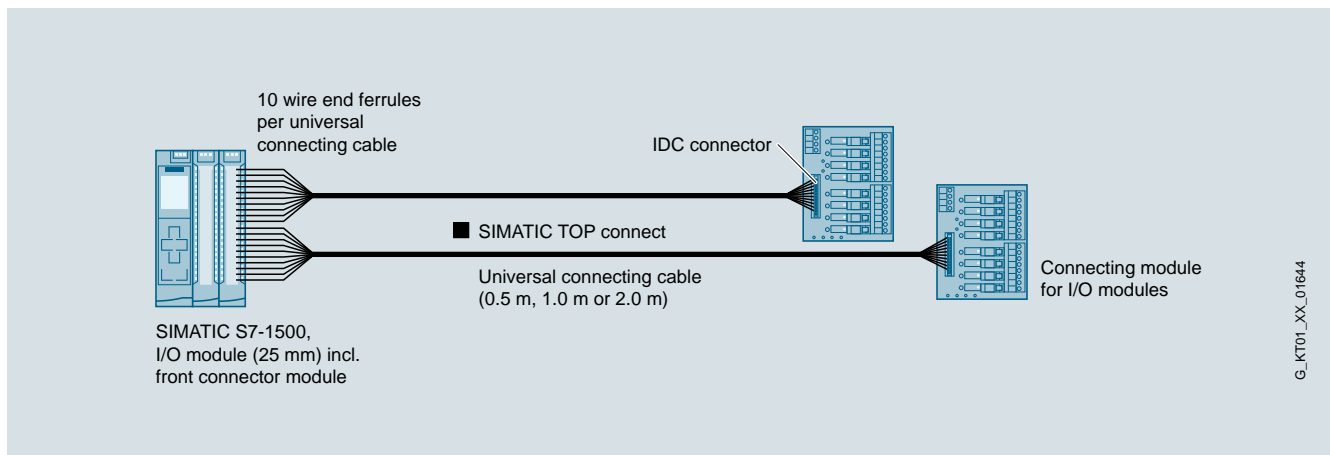 10 wire end ferrules
per universal
connecting cable
IDC connector
SIMATIC TOP connect
Universal connecting cable
(0.5 m, 1.0 m or 2.0 m)
Connecting module
for I/O modules
SIMATIC S7-1500,
I/O module (25 mm) incl.
front connector module
G_KT01_XX_01644